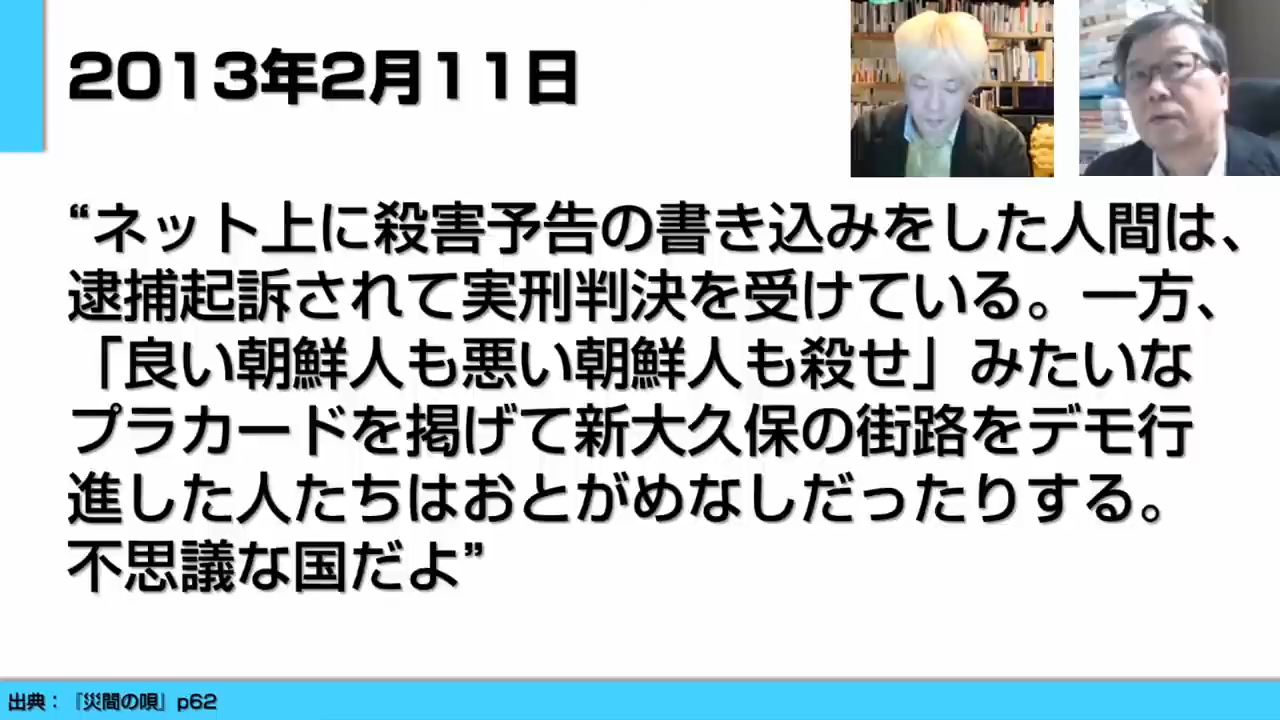 2013年2月11日
“ネット上に殺害予告の書き込みをした人間は、
逮捕起訴されて実刑判決を受けている。一方、
「良い朝鮮人も悪い朝鮮人も殺せ」みたいな
プラカードを掲げて新大久保の街路をデモ行
進した人たちはおとがめなしだったりする。
不思議な国だよ”
出典：『災間の唄』p62